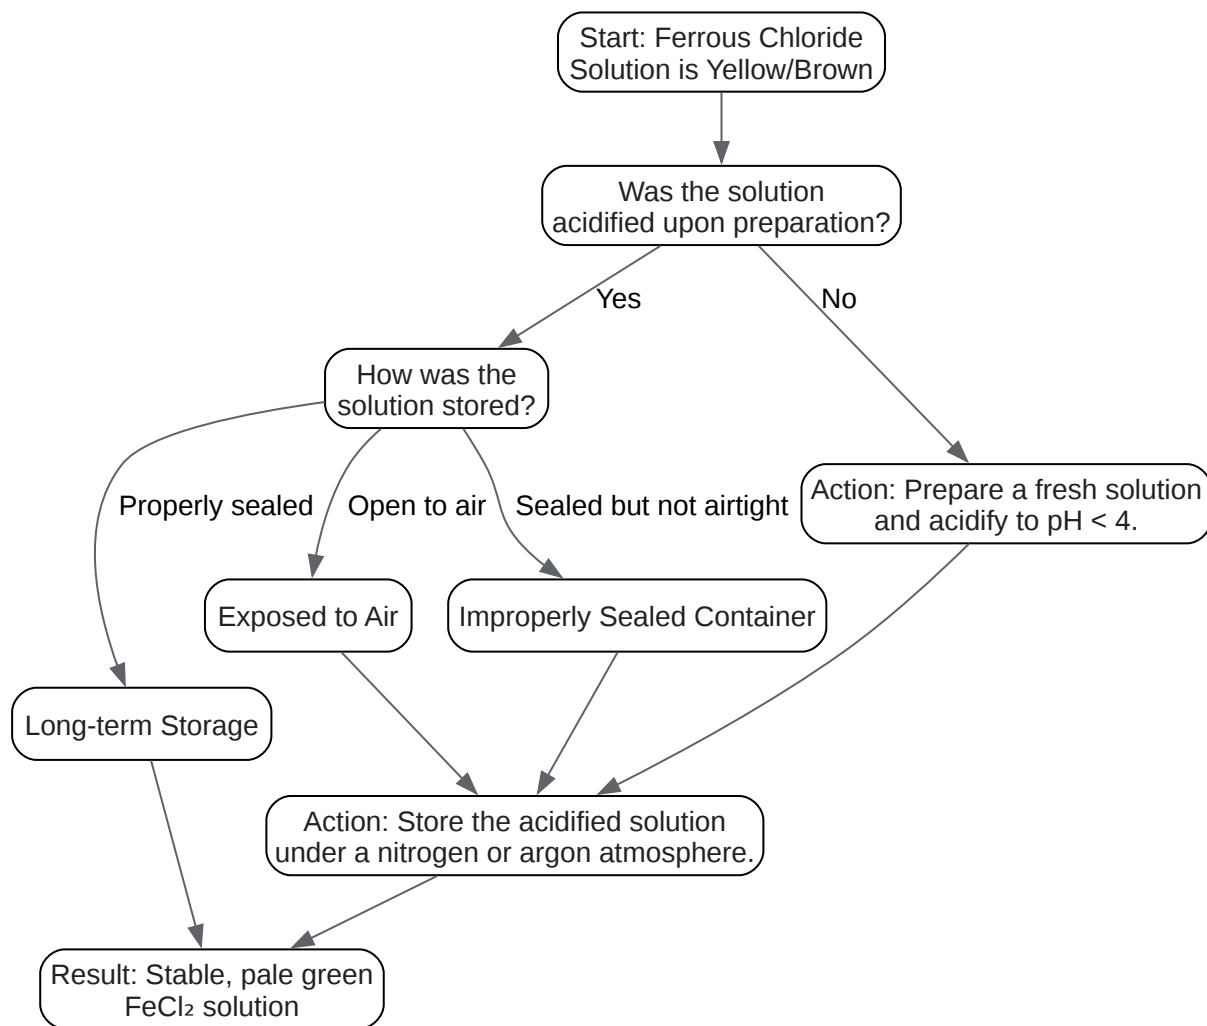 Start: Ferrous Chloride
Solution is Yellow/Brown
Was the solution
acidified upon preparation?
Yes
No
How was the
solution stored?
Properly sealed
Open to air
Sealed but not airtight
Action: Prepare a fresh solution
and acidify to pH < 4.
Exposed to Air
Improperly Sealed Container
Long-term Storage
Action: Store the acidified solution
under a nitrogen or argon atmosphere.
Result: Stable, pale green
FeCl₂ solution